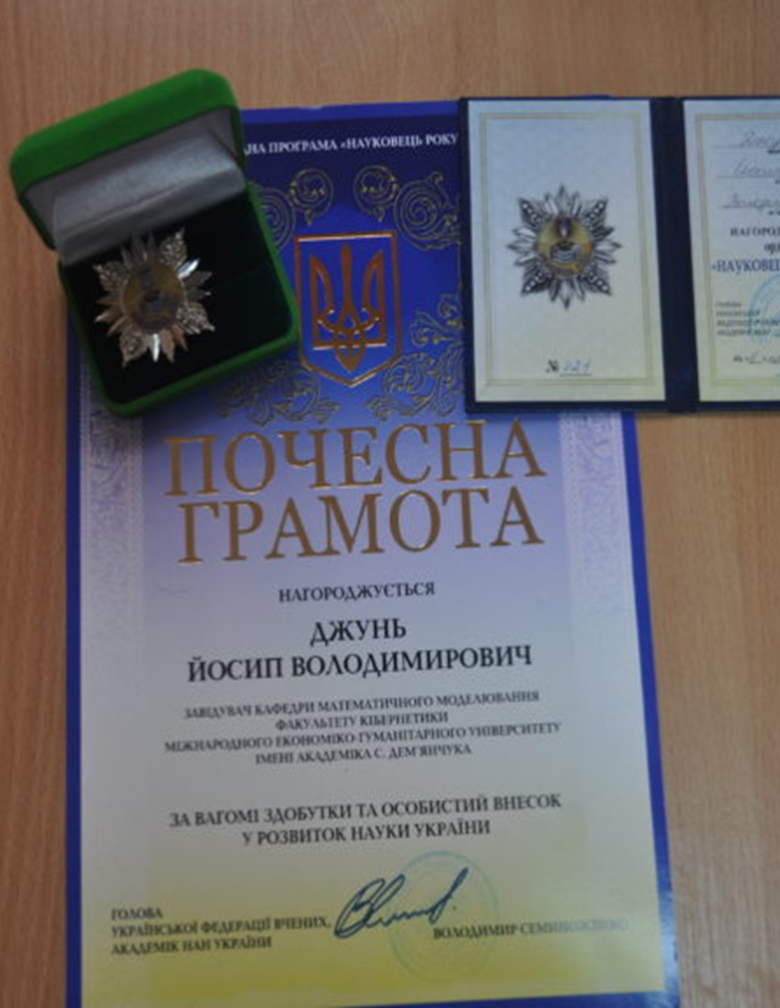 ПРОГРАМА «НАУКОВЕЦЬ РОКУ
ПОЧЕСНА
ГРАМОТА
НАГОРОДЖУЄТЬСЯ
ДЖУНЬ
ЙОСИП ВОЛОДИМИРОВИЧ
ЗАВІДУВАЧ КАФЕДРИ МАТЕМАТИЧНОГО МОДЕЛЮВАННЯ
ФАКУЛЬТЕТУ КІБЕРНЕТИКИ
МІЖНАРОДНОГО ЕКОНОМІКО-ГУМАНІТАРНОГО УНІВЕРСИТЕТУ
ІМЕНІ АКАДЕМІКА С. ДЕМ'ЯНЧУКА
ЗА ВАГОМІ ЗДОБУТКИ ТА ОСОБИСТИЙ ВНЕСОК
У РОЗВИТОК НАУКИ УКРАЇНИ
ГОЛОВА
УКРАЇНСЬКОЇ ФЕДЕРАЦІЇ ВЧЕНИХ,
АКАДЕМІК НАН УКРАЇНИ
ВОЛОДИМИР СЕМИНОЖЕНКО
№
НАГОРОД
«НАУКОВЕЦ